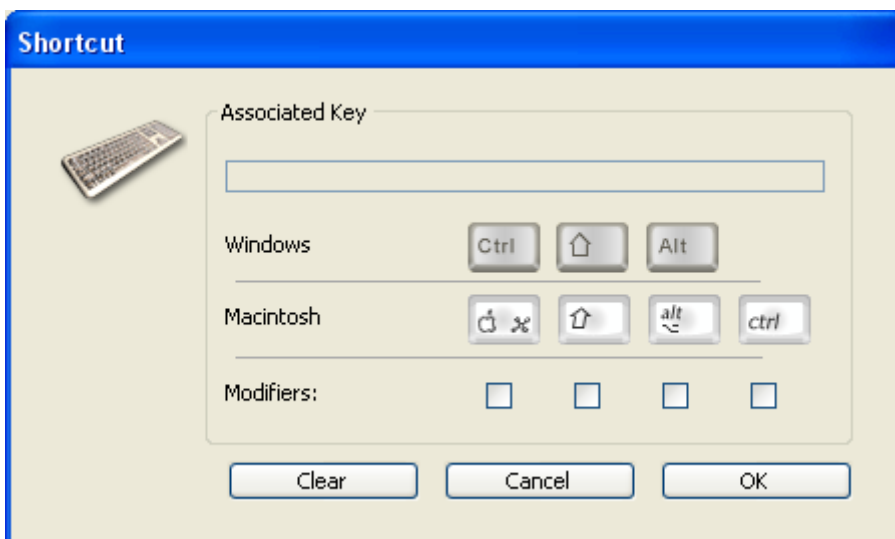 Shortcut
Associated Key
Windows Ctrl Alt
Macintosh alt ctrl
Modifiers:
Clear Cancel OK